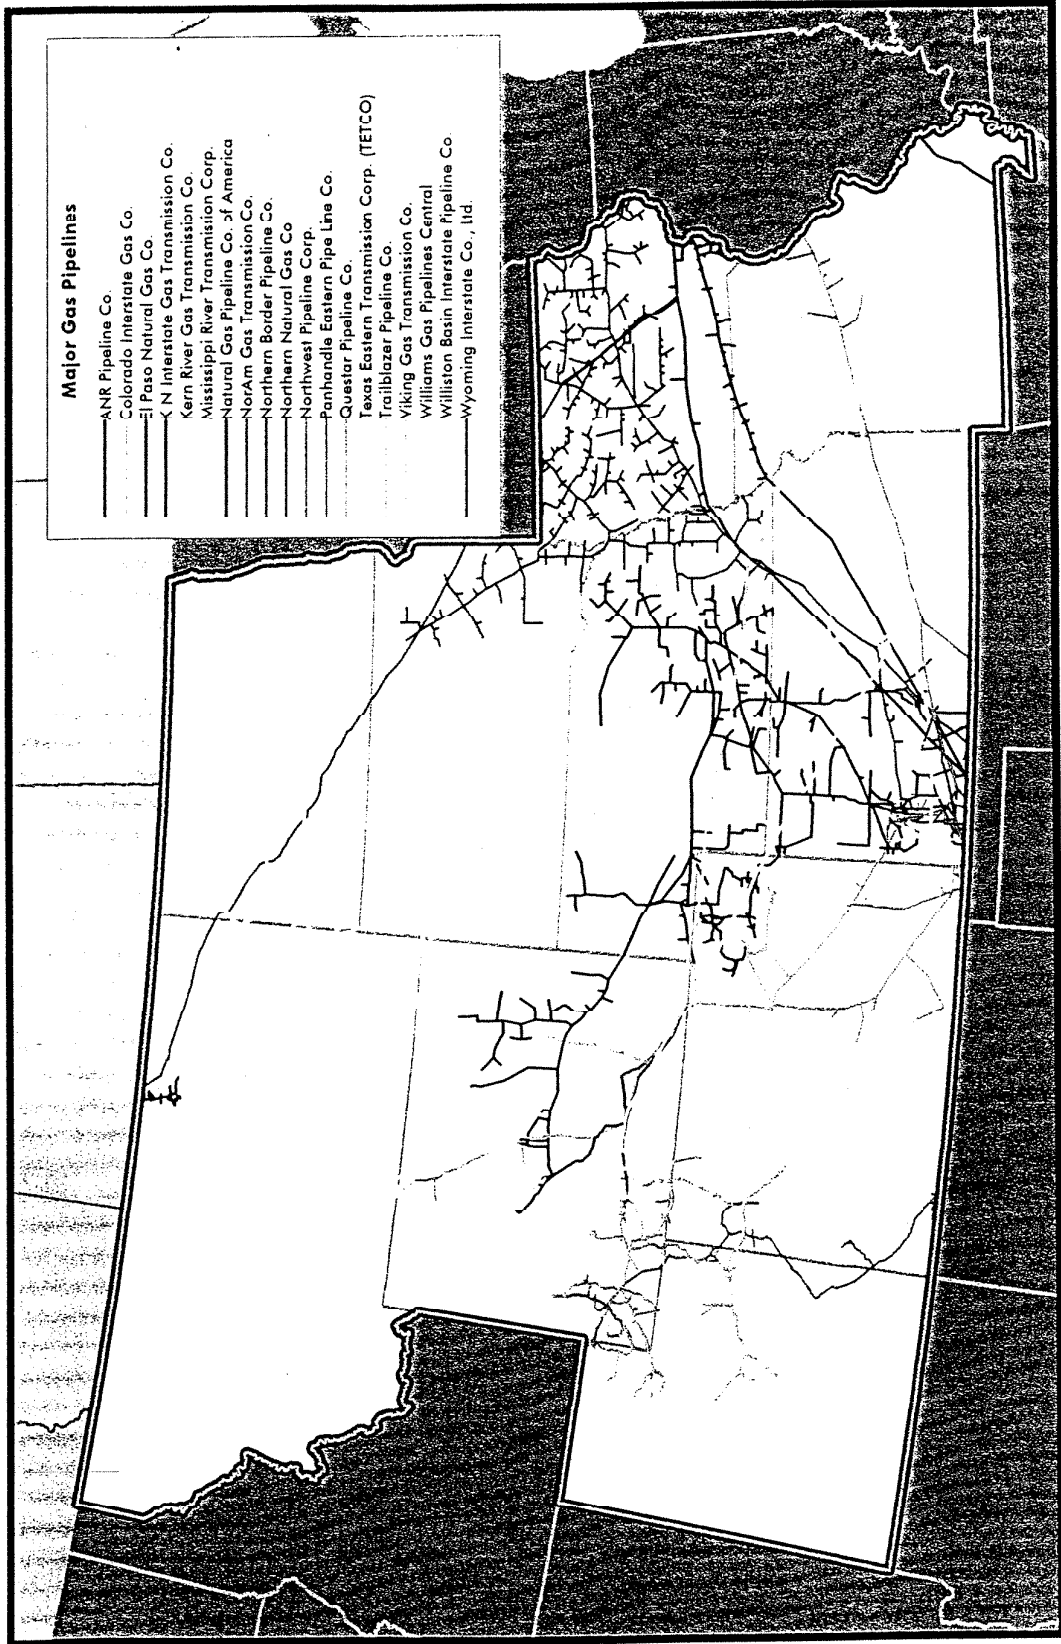 Major Gas Pipelines
ANR Pipeline Co.
Colorado Interstate Gas Co.
El Paso Natural Gas Co.
K N Interstate Gas Transmission Co.
Kern River Gas Transmission Co.
Mississippi River Transmistion Corp.
Natural Gas Pipeline Co. of America
NorAm Gas Transmission Co.
Northern Border Pipeline Co.
Northern Natural Gas Co
Northwest Pipeline Corp.
Panhandle Eastern Pipe Line Co.
Questar Pipeline Co.
Texas Eastern Transmission Corp. (TETCO)
Trailblazer Pipeline Co.
Viking Gas Transmission Co.
Williams Gas Pipelines Central
Williston Basin Interstate Pipeline Co
Wyoming Interstate Co., Ltd.